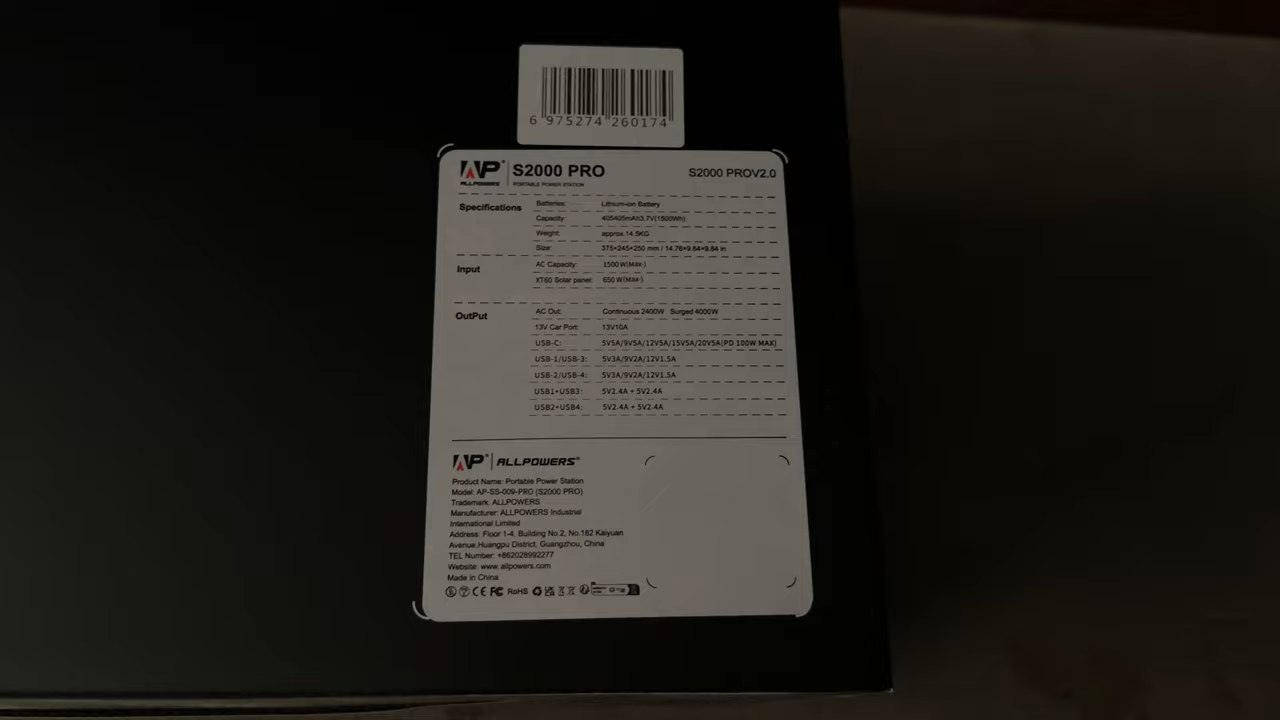 6 975274 260174
AP ALLPOWERS S2000 PRO S2000 PROV2.0
PORTABLE POWER STATION
Specifications Batteries: Lithium-ion Battery
Capacity: 405405mAh3.7V(1500Wh)
Weight: approx.14.5KG
Size: 375×245×250 mm / 14.76×9.64×9.84 in
Input AC Capacity: 1500W(Max·)
XT60 Solar panel: 650W(Max·)
OutPut AC Out: Continuous 2400W Surged 4000W
13V Car Port: 13V10A
USB-C: 5V5A/9V5A/12V5A/15V5A/20V5A(PD 100W MAX)
USB-1/USB-3: 5V3A/9V2A/12V1.5A
USB-2/USB-4: 5V3A/9V2A/12V1.5A
USB1+USB3: 5V2.4A + 5V2.4A
USB2+USB4: 5V2.4A + 5V2.4A
AP ALLPOWERS®
Product Name: Portable Power Station
Model: AP-SS-009-PRO (S2000 PRO)
Trademark: ALLPOWERS
Manufacturer: ALLPOWERS Industrial
International Limited
Address: Floor 1-4, Building No.2, No.182 Kaiyuan
Avenue,Huangpu District, Guangzhou, China
TEL Number: +862028992277
Website: www.allpowers.com
Made in China
CE FC RoHS